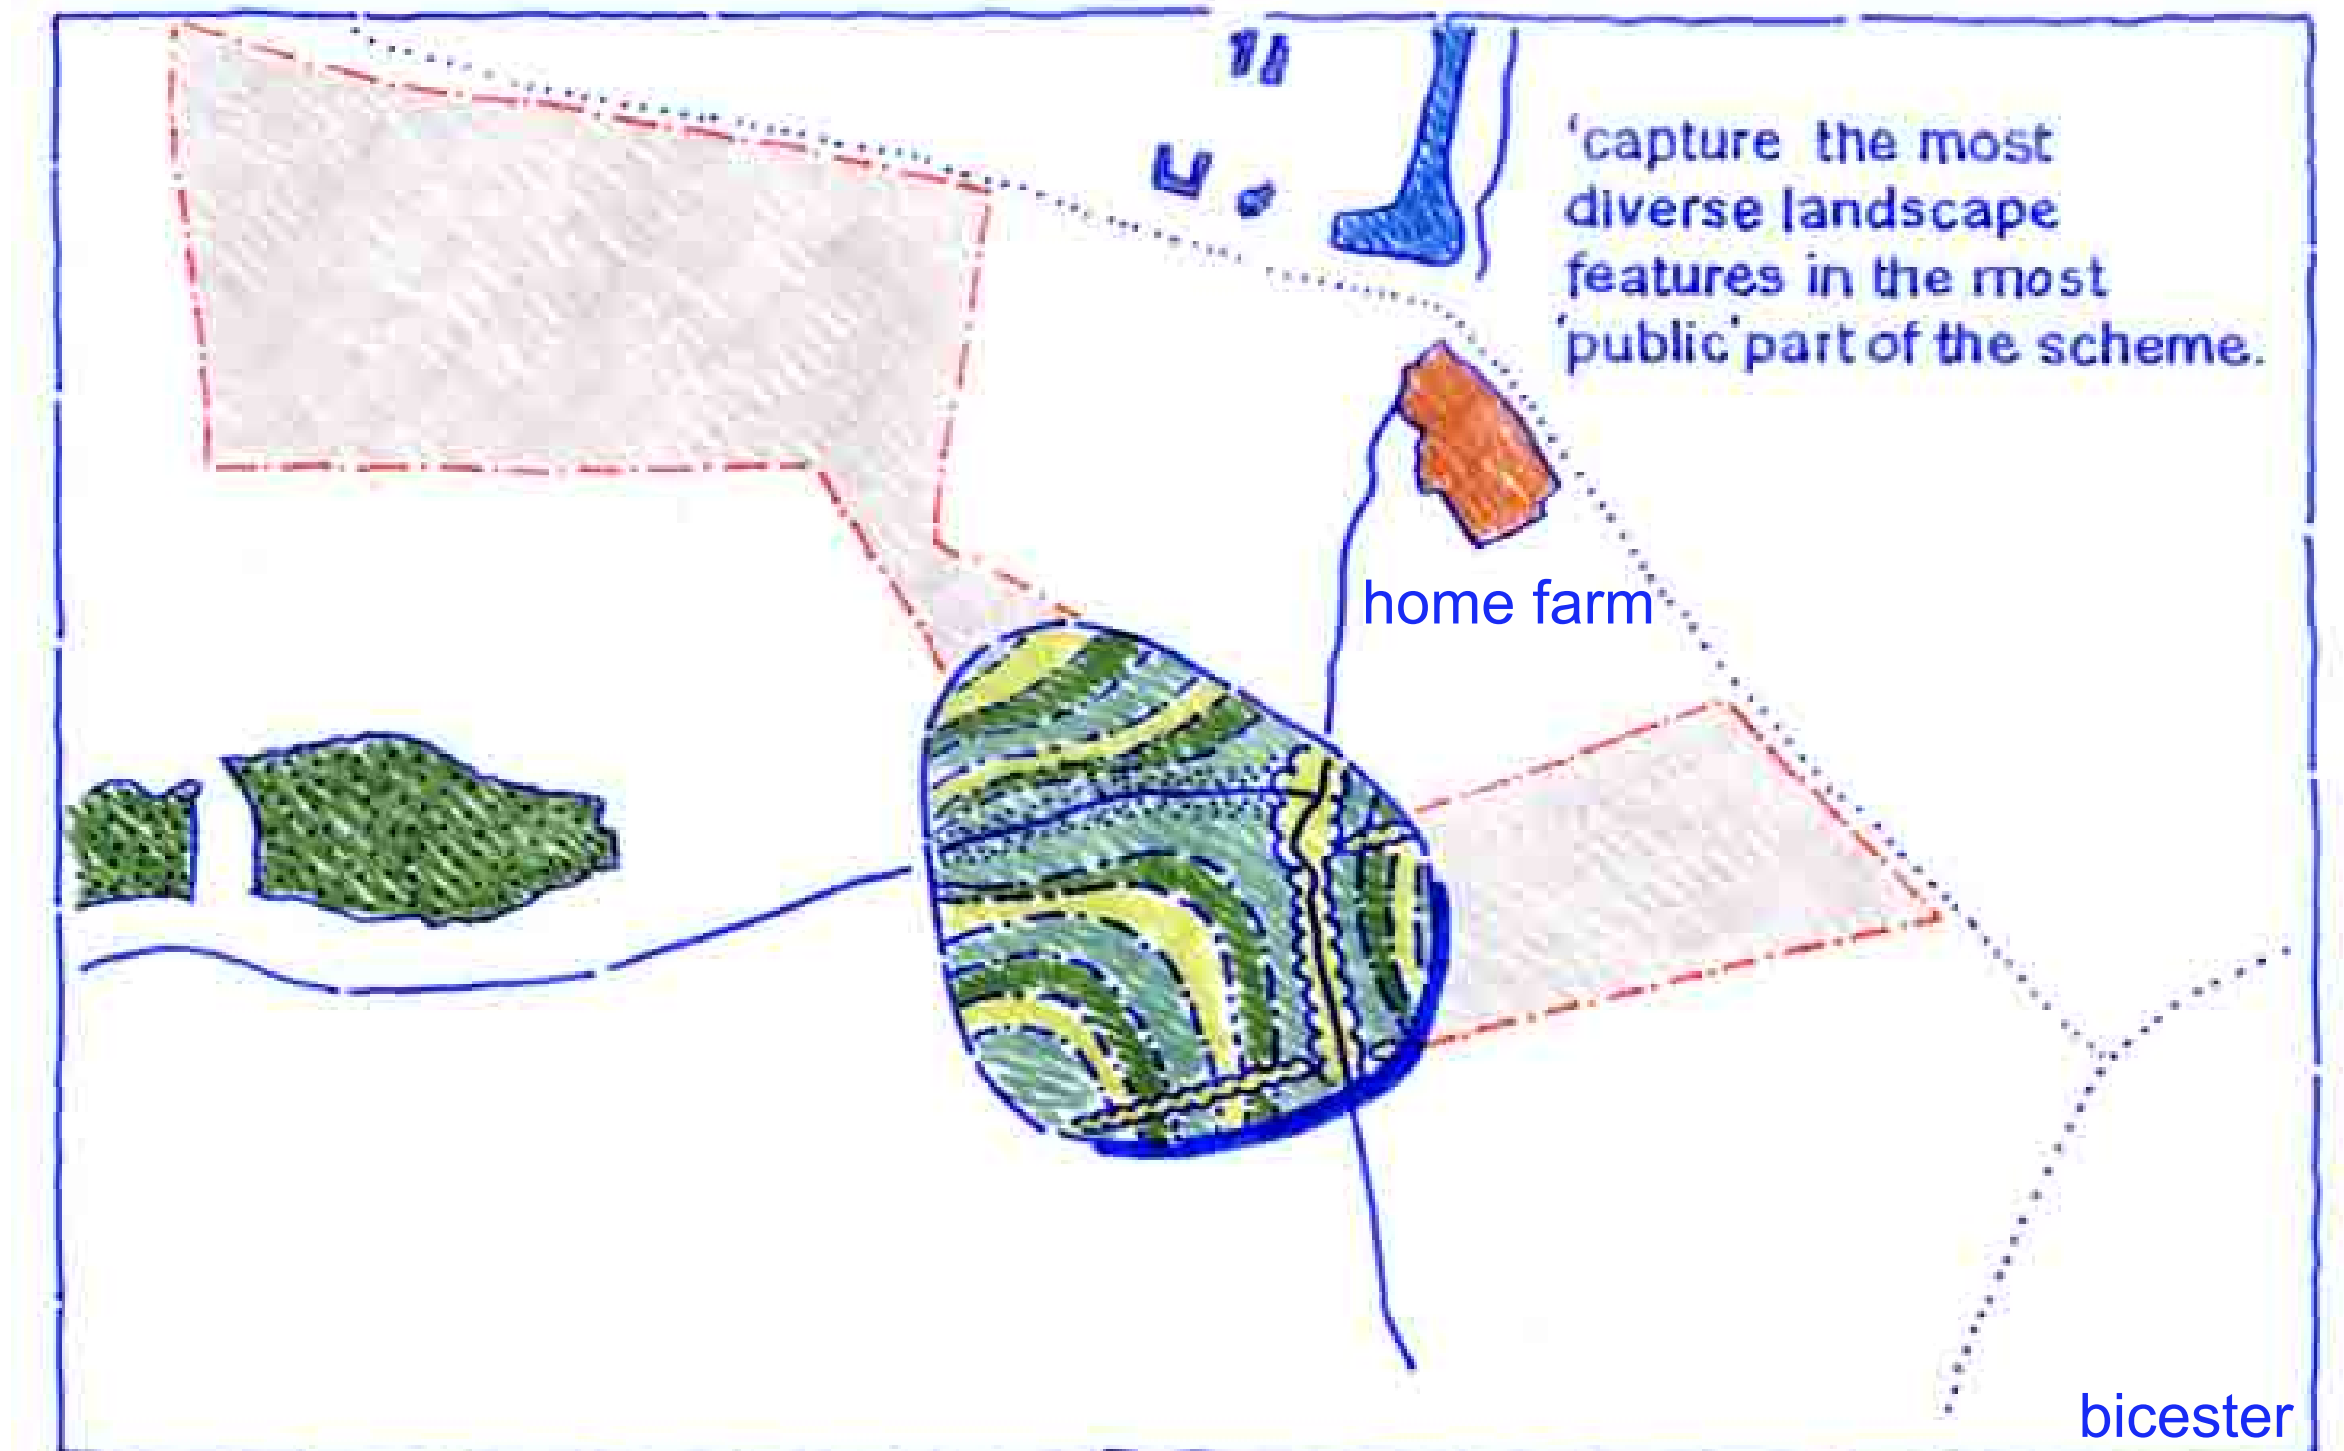 ‘capture the most
diverse landscape
features in the most
‘public’ part of the scheme.
home farm
bicester